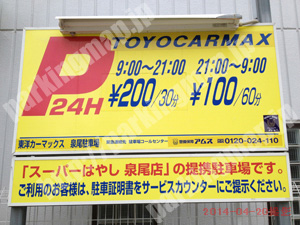 P
24H
TOYOCARMAX
9:00〜21:00 21:00〜9:00
¥200/30分 ¥100/60分
東洋カーマックス 泉尾駐車場
アムス 0120-024-110
「スーパーはやし 泉尾店」の提携駐車場です。
ご利用のお客様は、駐車証明書をサービスカウンターにご提示ください。